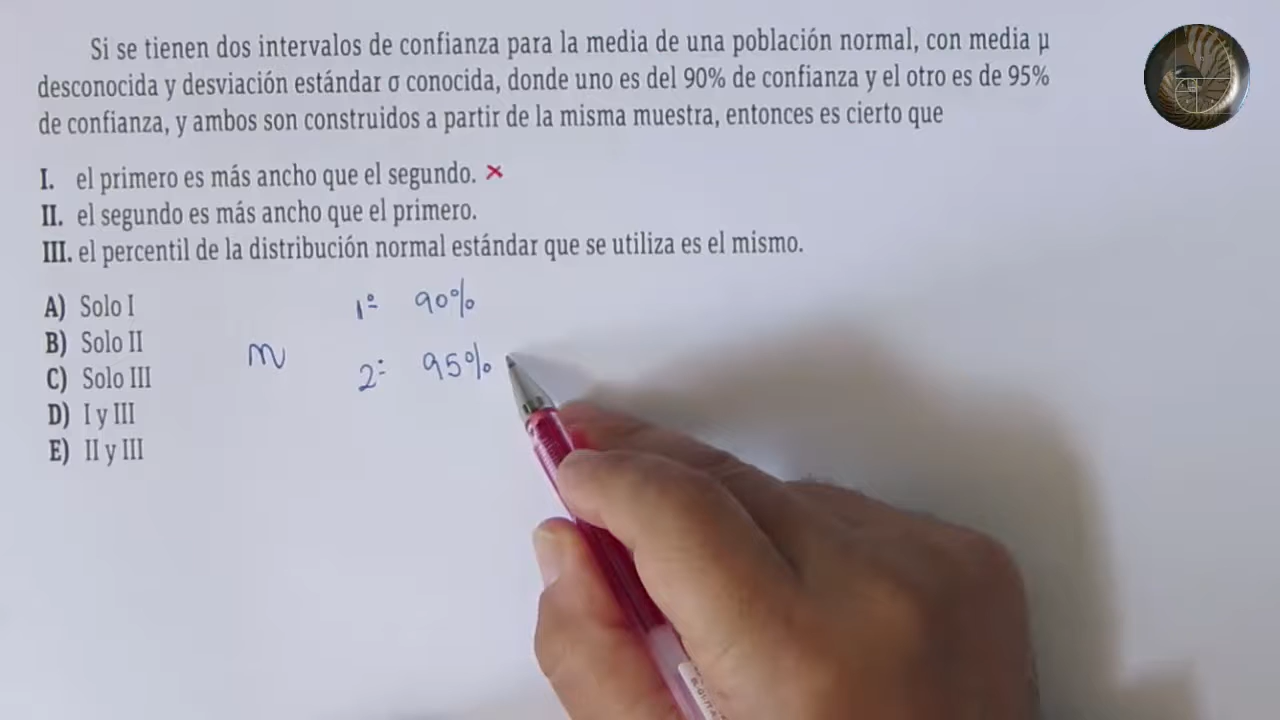 Si se tienen dos intervalos de confianza para la media de una población normal, con media μ
desconocida y desviación estándar σ conocida, donde uno es del 90% de confianza y el otro es de 95%
de confianza, y ambos son construidos a partir de la misma muestra, entonces es cierto que
I. el primero es más ancho que el segundo. ×
II. el segundo es más ancho que el primero.
III. el percentil de la distribución normal estándar que se utiliza es el mismo.
A) Solo I
B) Solo II
C) Solo III
D) I y III
E) II y III
1º 90%
m
2º 95%